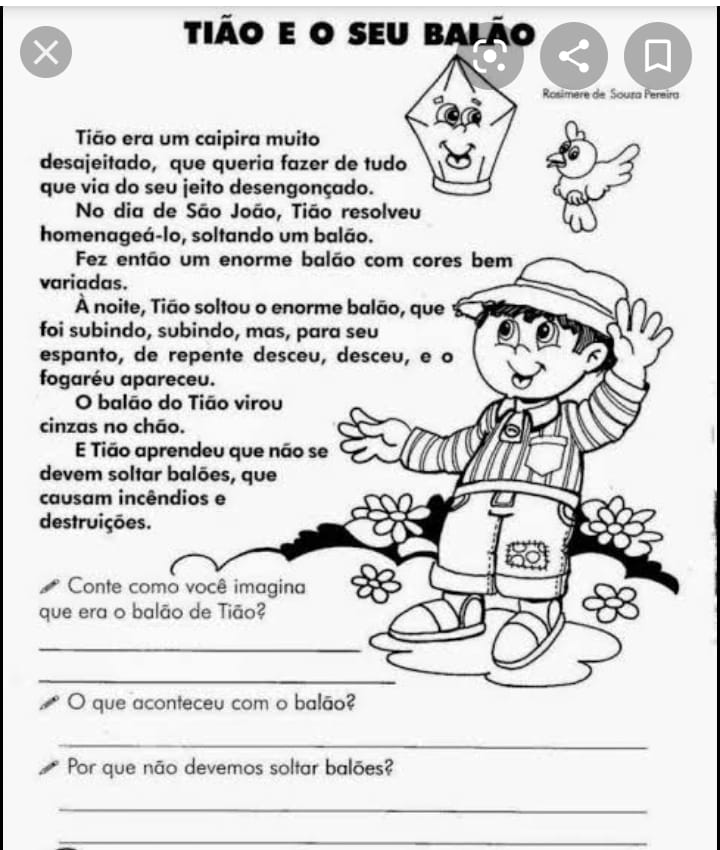 TIÃO E O SEU BALÃO
Rosimere de Souza Pereira
Tião era um caipira muito
desajeitado, que queria fazer de tudo
que via do seu jeito desengonçado.
No dia de São João, Tião resolveu
homenageá-lo, soltando um balão.
Fez então um enorme balão com cores bem
variadas.
À noite, Tião soltou o enorme balão, que
foi subindo, subindo, mas, para seu
espanto, de repente desceu, desceu, e o
fogaréu apareceu.
O balão do Tião virou
cinzas no chão.
E Tião aprendeu que não se
devem soltar balões, que
causam incêndios e
destruições.
Conte como você imagina
que era o balão de Tião?
O que aconteceu com o balão?
Por que não devemos soltar balões?